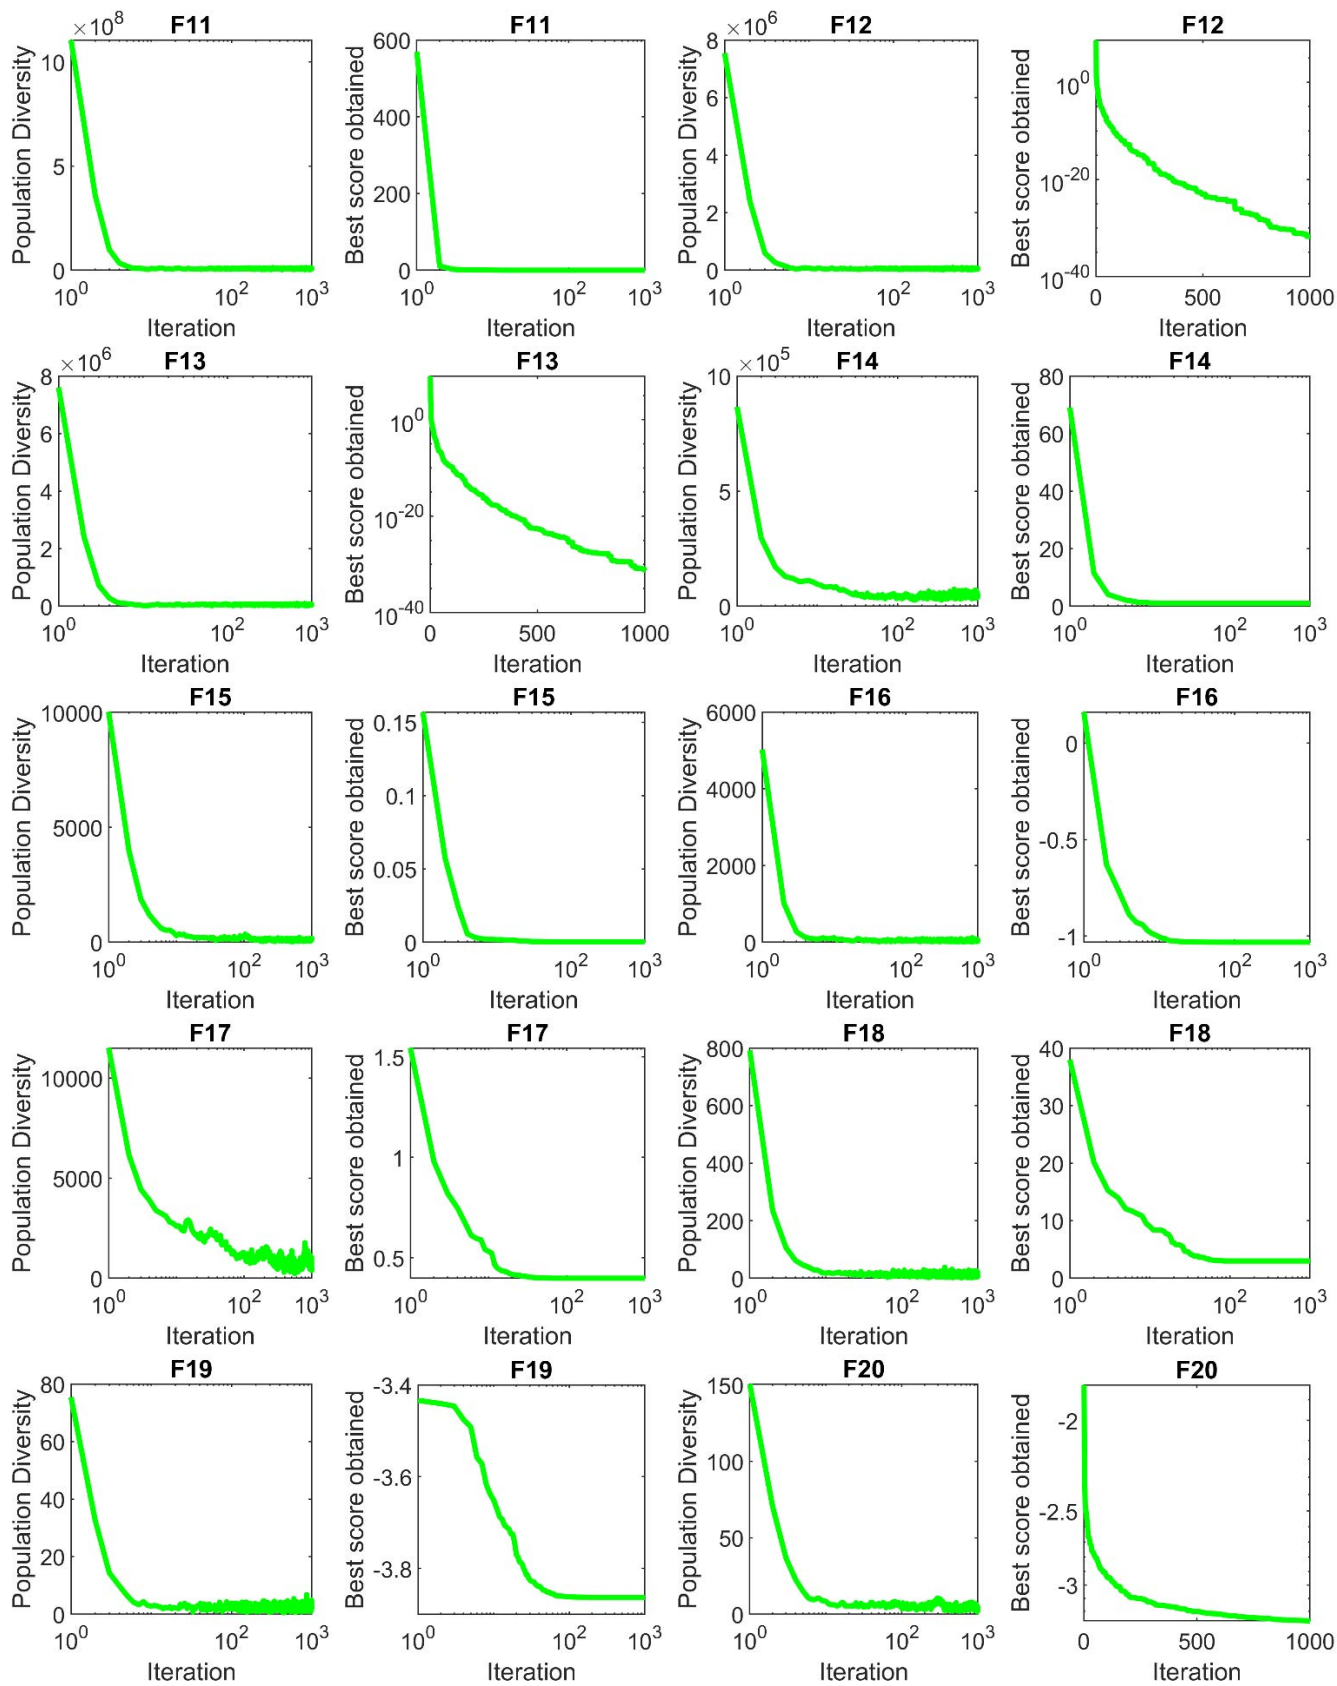 F11
×10^8
Population Diversity
10
5
0
10^0 10^2 10^3
Iteration
F11
Best score obtained
600
400
200
0
10^0 10^2 10^3
Iteration
F12
×10^6
Population Diversity
8
6
4
2
0
10^0 10^2 10^3
Iteration
F12
Best score obtained
10^0
10^-20
10^-40
0 500 1000
Iteration
F13
×10^6
Population Diversity
8
6
4
2
0
10^0 10^2 10^3
Iteration
F13
Best score obtained
10^0
10^-20
10^-40
0 500 1000
Iteration
F14
×10^5
Population Diversity
10
5
0
10^0 10^2 10^3
Iteration
F14
Best score obtained
80
60
40
20
0
10^0 10^2 10^3
Iteration
F15
Population Diversity
10000
5000
0
10^0 10^2 10^3
Iteration
F15
Best score obtained
0.15
0.1
0.05
0
10^0 10^2 10^3
Iteration
F16
Population Diversity
6000
4000
2000
0
10^0 10^2 10^3
Iteration
F16
Best score obtained
0
-0.5
-1
10^0 10^2 10^3
Iteration
F17
Population Diversity
10000
5000
0
10^0 10^2 10^3
Iteration
F17
Best score obtained
1.5
1
0.5
10^0 10^2 10^3
Iteration
F18
Population Diversity
800
600
400
200
0
10^0 10^2 10^3
Iteration
F18
Best score obtained
40
30
20
10
0
10^0 10^2 10^3
Iteration
F19
Population Diversity
80
60
40
20
0
10^0 10^2 10^3
Iteration
F19
Best score obtained
-3.4
-3.6
-3.8
10^0 10^2 10^3
Iteration
F20
Population Diversity
150
100
50
0
10^0 10^2 10^3
Iteration
F20
Best score obtained
-2
-2.5
-3
0 500 1000
Iteration